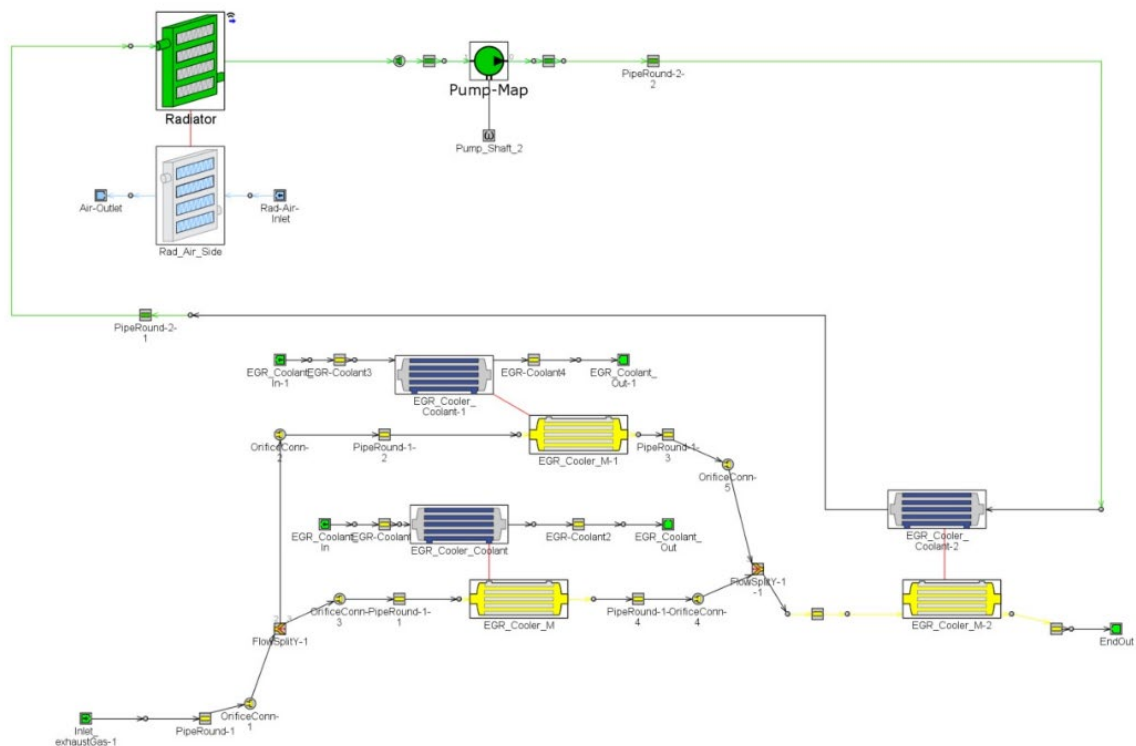 Radiator
Pump-Map
PipeRound-2-
2
Pump_Shaft_2
Air-Outlet
Rad-Air-
Inlet
Rad_Air_Side
PipeRound-2-
1
EGR_Coolant_
In-1
EGR-Coolant3
EGR_Cooler_
Coolant-1
EGR-Coolant4
EGR_Coolant_
Out-1
OrificeConn-
2
PipeRound-1-
2
EGR_Cooler_M-1
PipeRound-1-
3
OrificeConn-
5
EGR_Coolant_
In
EGR-Coolant
EGR_Cooler_Coolant
EGR-Coolant2
EGR_Coolant_
Out
EGR_Cooler_
Coolant-2
FlowSplitY-1
-1
2 3
FlowSplitY-1
OrificeConn-
3
PipeRound-1-
1
EGR_Cooler_M
PipeRound-1-
4
OrificeConn-
4
EGR_Cooler_M-2
EndOut
Inlet_
exhaustGas-1
PipeRound-1
OrificeConn-
1